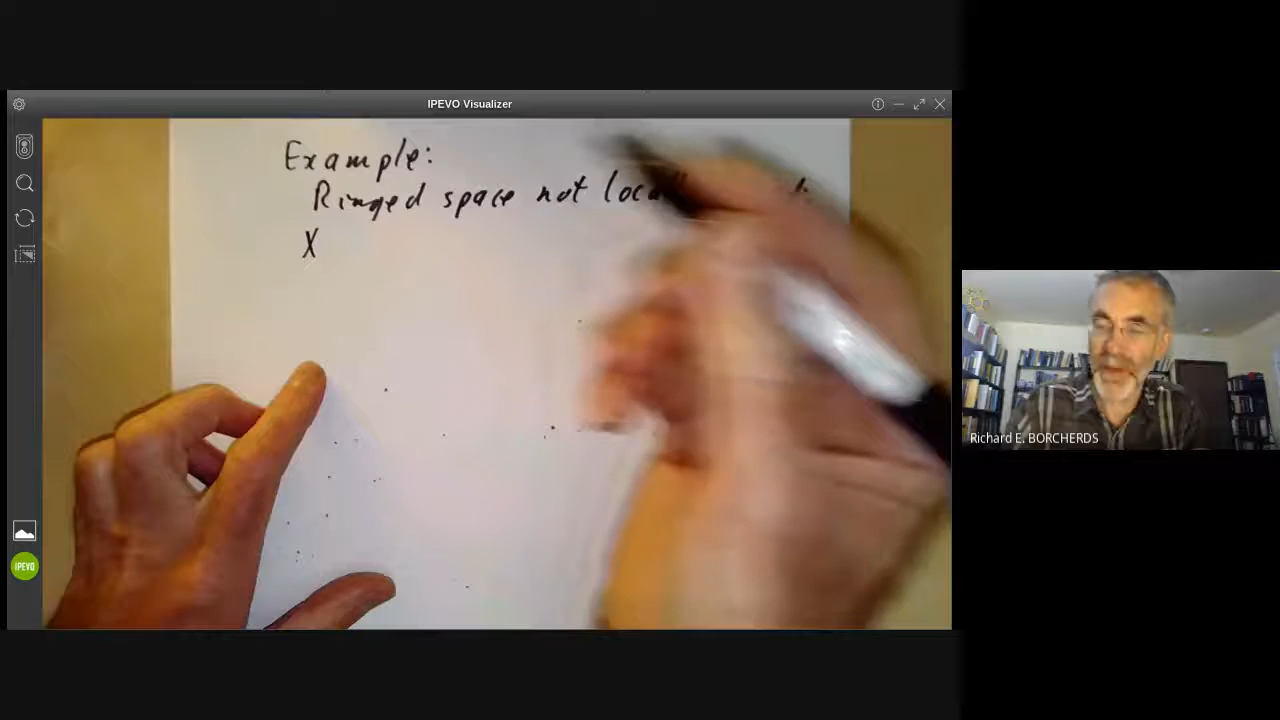 IPEVO Visualizer
Example:
Ringed space not
X
Richard E. BORCHERDS
IPEVO